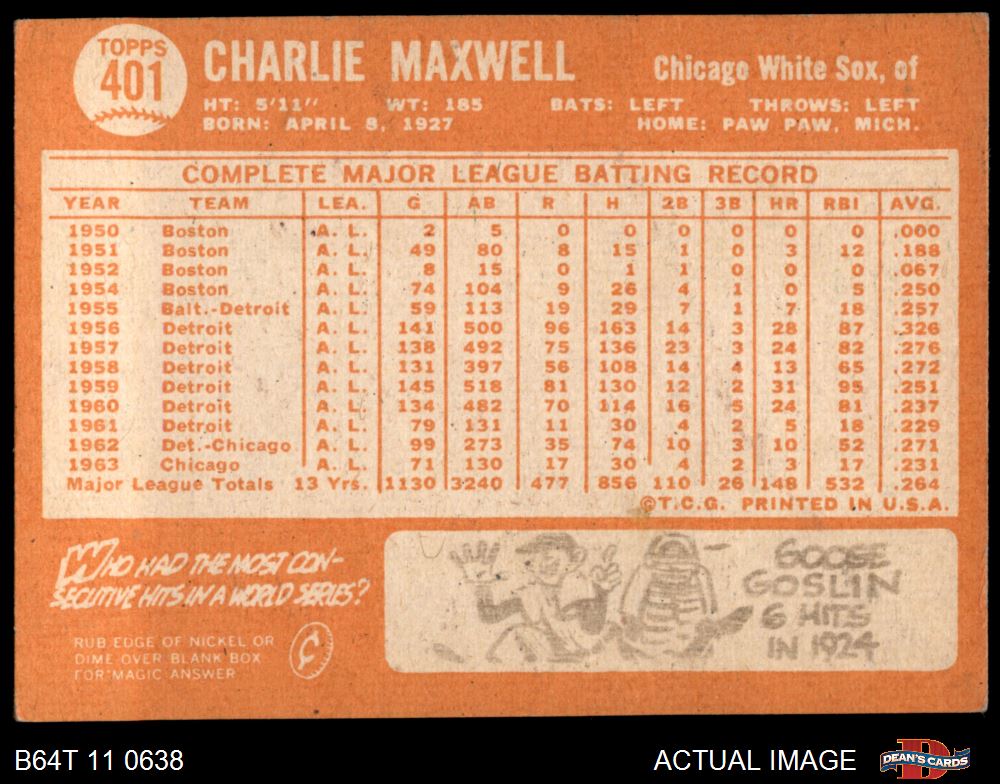 TOPPS
401
CHARLIE MAXWELL
Chicago White Sox, of
HT: 5'11" WT: 185 BATS: LEFT THROWS: LEFT
BORN: APRIL 8, 1927 HOME: PAW PAW, MICH.
COMPLETE MAJOR LEAGUE BATTING RECORD
YEAR TEAM LEA. G AB R H 2B 3B HR RBI AVG.
1950 Boston A. L. 2 5 0 0 0 0 0 0 .000
1951 Boston A. L. 49 80 8 15 1 0 3 12 .188
1952 Boston A. L. 8 15 0 1 1 0 0 0 .067
1954 Boston A. L. 74 104 9 26 4 1 0 5 .250
1955 Balt.-Detroit A. L. 59 113 19 29 7 1 7 18 .257
1956 Detroit A. L. 141 500 96 163 14 3 28 87 .326
1957 Detroit A. L. 138 492 75 136 23 3 24 82 .276
1958 Detroit A. L. 131 397 56 108 14 4 13 65 .272
1959 Detroit A. L. 145 518 81 130 12 2 31 95 .251
1960 Detroit A. L. 134 482 70 114 16 5 24 81 .237
1961 Detroit A. L. 79 131 11 30 4 2 5 18 .229
1962 Det.-Chicago A. L. 99 273 35 74 10 3 10 52 .271
1963 Chicago A. L. 71 130 17 30 4 2 3 17 .231
Major League Totals 13 Yrs. 1130 3240 477 856 110 26 148 532 .264
©T.C.G. PRINTED IN U.S.A.
WHO HAD THE MOST CON-
SECUTIVE HITS IN A WORLD SERIES?
RUB EDGE OF NICKEL OR
DIME OVER BLANK BOX
FOR MAGIC ANSWER
GOOSE
GOSLIN
6 HITS
IN 1924
B64T 11 0638
ACTUAL IMAGE
DEAN'S CARDS